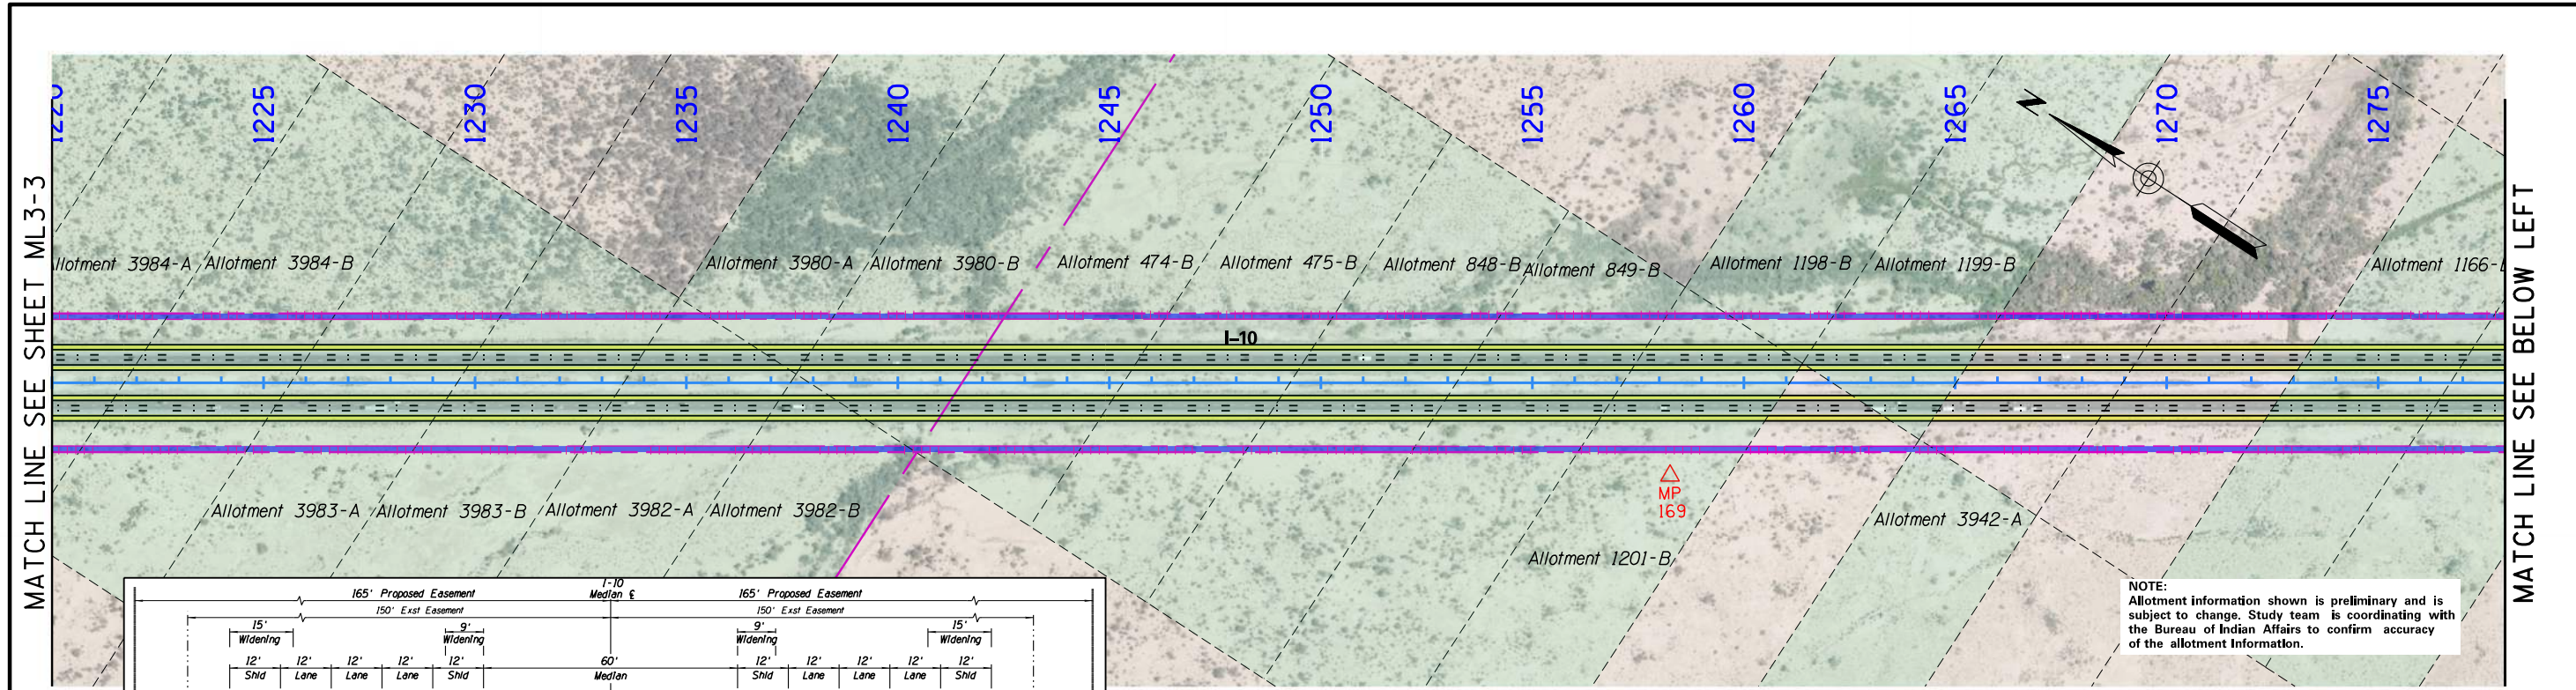 1220 1225 1230 1235 1240 1245 1250 1255 1260 1265 1270 1275
N
MATCH LINE SEE SHEET ML3-3
Allotment 3984-A Allotment 3984-B Allotment 3980-A Allotment 3980-B Allotment 474-B Allotment 475-B Allotment 848-B Allotment 849-B Allotment 1198-B Allotment 1199-B Allotment 1166-
MATCH LINE SEE BELOW LEFT
I-10
Allotment 3983-A Allotment 3983-B Allotment 3982-A Allotment 3982-B
MP
169
Allotment 3942-A
Allotment 1201-B
I-10
165' Proposed Easement Median ℄ 165' Proposed Easement
150' Exst Easement 150' Exst Easement
15' 9' 9' 15'
Widening Widening Widening Widening
12' 12' 12' 12' 12' 60' 12' 12' 12' 12' 12'
Shld Lane Lane Lane Shld Median Shld Lane Lane Lane Shld
NOTE:
Allotment information shown is preliminary and is
subject to change. Study team is coordinating with
the Bureau of Indian Affairs to confirm accuracy
of the allotment Information.